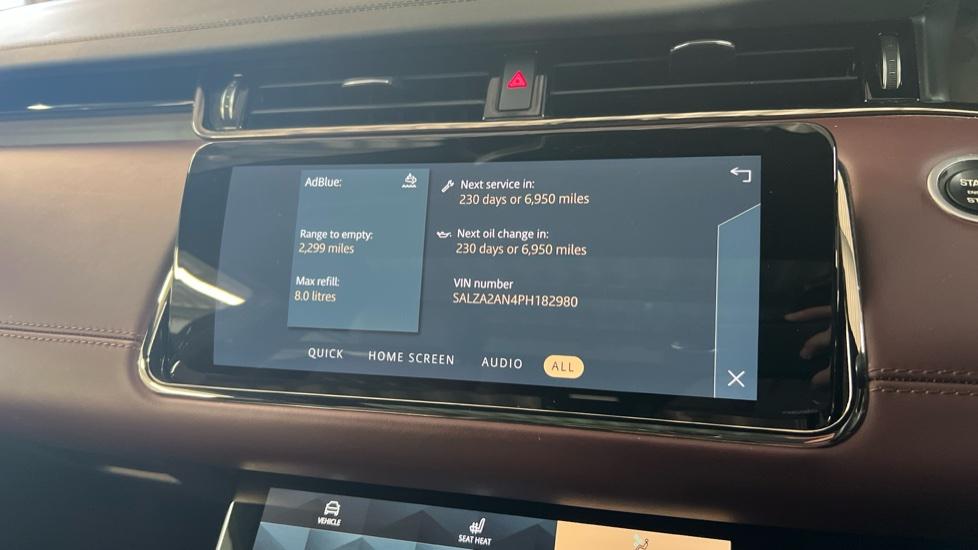 AdBlue:
Range to empty:
2,299 miles
Max refill:
8.0 litres
Next service in:
230 days or 6,950 miles
Next oil change in:
230 days or 6,950 miles
VIN number
SALZA2AN4PH182980
QUICK HOME SCREEN AUDIO ALL
VEHICLE
SEAT HEAT